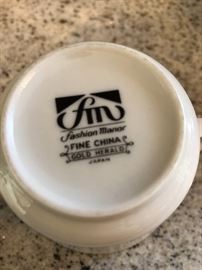 fm
Fashion Manor
FINE CHINA
GOLD HERALD
JAPAN